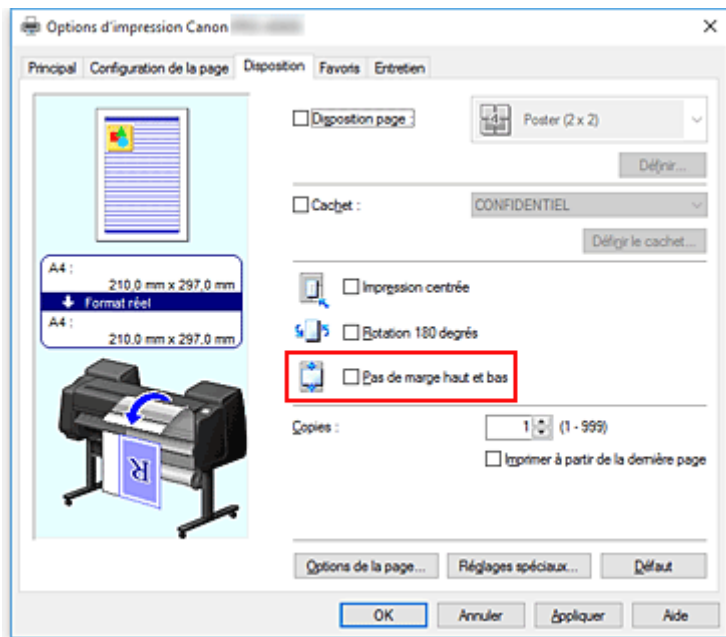 Options d'impression Canon
Principal Configuration de la page Disposition Favoris Entretien
Disposition page :
4
Poster (2 x 2)
Définir...
Cachet :
CONFIDENTIEL
Définir le cachet...
A4 :
210,0 mm x 297,0 mm
Format réel
A4 :
210,0 mm x 297,0 mm
Impression centrée
Rotation 180 degrés
Pas de marge haut et bas
Copies :
1 (1 - 999)
Imprimer à partir de la dernière page
R
Options de la page... Réglages spéciaux... Défaut
OK Annuler Appliquer Aide